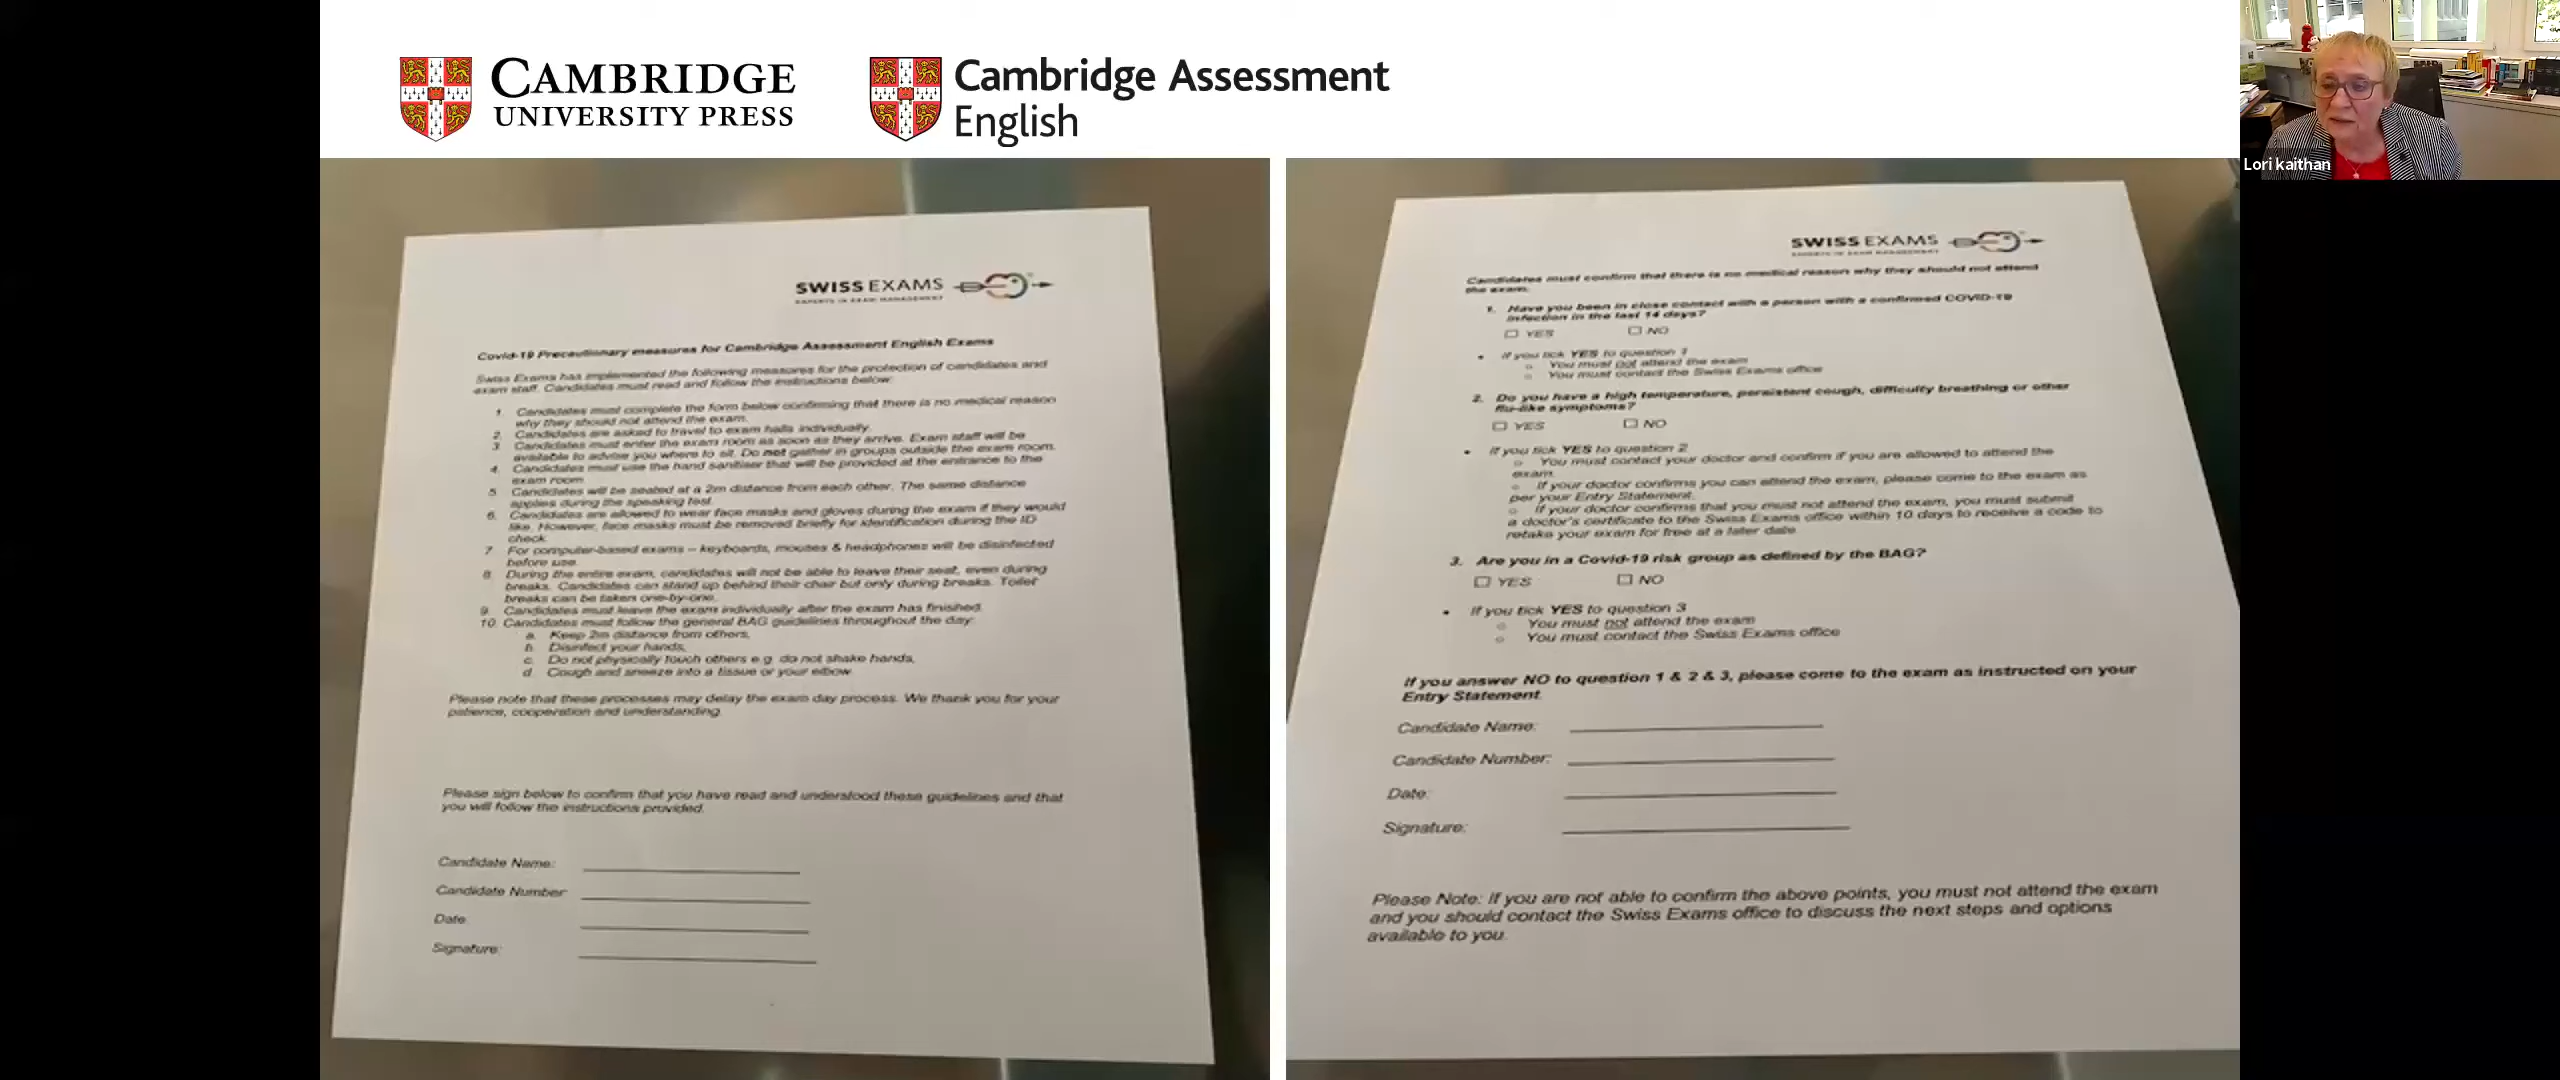 CAMBRIDGE
UNIVERSITY PRESS
Cambridge Assessment
English
Lori kaithan
SWISS EXAMS
EXPERTS IN EXAM MANAGEMENT
Covid-19 Precautionary measures for Cambridge Assessment English Exams
Swiss Exams has implemented the following measures for the protection of candidates and
exam staff. Candidates must read and follow the instructions below:
1. Candidates must complete the form below confirming that there is no medical reason
why they should not attend the exam.
2. Candidates are asked to travel to exam halls individually.
3. Candidates must enter the exam room as soon as they arrive. Exam staff will be
available to advise you where to sit. Do not gather in groups outside the exam room.
4. Candidates must use the hand sanitiser that will be provided at the entrance to the
exam room.
5. Candidates will be seated at a 2m distance from each other. The same distance
applies during the speaking test.
6. Candidates are allowed to wear face masks and gloves during the exam if they would
like. However, face masks must be removed briefly for identification during the ID
check.
7. For computer-based exams – keyboards, mouses & headphones will be disinfected
before use.
8. During the entire exam, candidates will not be able to leave their seat, even during
breaks. Candidates can stand up behind their chair but only during breaks. Toilet
breaks can be taken one-by-one.
9. Candidates must leave the exam individually after the exam has finished.
10. Candidates must follow the general BAG guidelines throughout the day:
a. Keep 2m distance from others,
b. Disinfect your hands,
c. Do not physically touch others e.g. do not shake hands,
d. Cough and sneeze into a tissue or your elbow
Please note that these processes may delay the exam day process. We thank you for your
patience, cooperation and understanding.
Please sign below to confirm that you have read and understood these guidelines and that
you will follow the instructions provided.
Candidate Name:
Candidate Number:
Date:
Signature:
SWISS EXAMS
EXPERTS IN EXAM MANAGEMENT
Candidates must confirm that there is no medical reason why they should not attend
the exam.
1. Have you been in close contact with a person with a confirmed COVID-19
infection in the last 14 days?
☐ YES ☐ NO
• If you tick YES to question 1
○ You must not attend the exam
○ You must contact the Swiss Exams office
2. Do you have a high temperature, persistent cough, difficulty breathing or other
flu-like symptoms?
☐ YES ☐ NO
• If you tick YES to question 2
○ You must contact your doctor and confirm if you are allowed to attend the
exam.
○ If your doctor confirms you can attend the exam, please come to the exam as
per your Entry Statement.
○ If your doctor confirms that you must not attend the exam, you must submit
a doctor's certificate to the Swiss Exams office within 10 days to receive a code to
retake your exam for free at a later date
3. Are you in a Covid-19 risk group as defined by the BAG?
☐ YES ☐ NO
• If you tick YES to question 3
○ You must not attend the exam
○ You must contact the Swiss Exams office
If you answer NO to question 1 & 2 & 3, please come to the exam as instructed on your
Entry Statement.
Candidate Name:
Candidate Number:
Date:
Signature:
Please Note: if you are not able to confirm the above points, you must not attend the exam
and you should contact the Swiss Exams office to discuss the next steps and options
available to you.